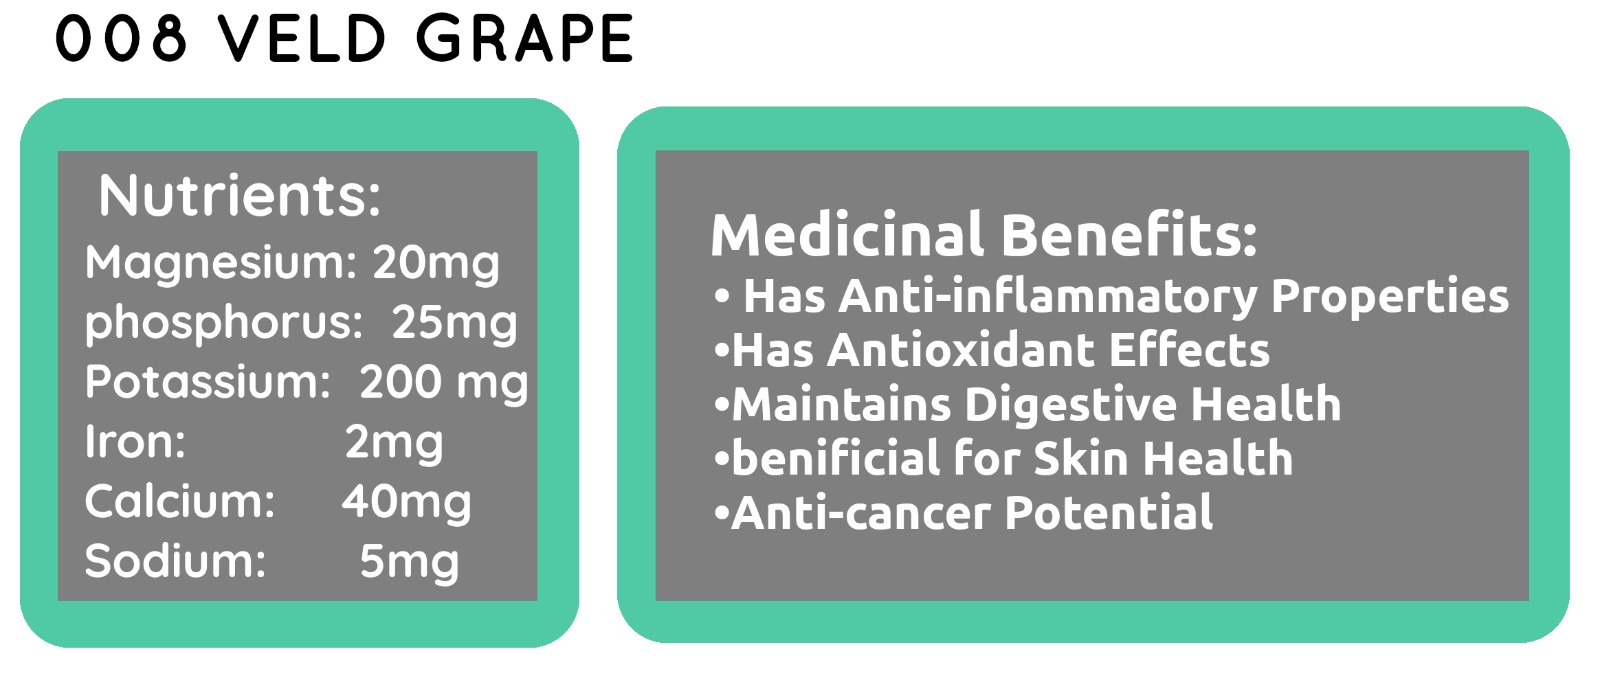 008 VELD GRAPE
Nutrients:
Magnesium: 20mg
phosphorus: 25mg
Potassium: 200 mg
Iron: 2mg
Calcium: 40mg
Sodium: 5mg
Medicinal Benefits:
• Has Anti-inflammatory Properties
•Has Antioxidant Effects
•Maintains Digestive Health
•benificial for Skin Health
•Anti-cancer Potential